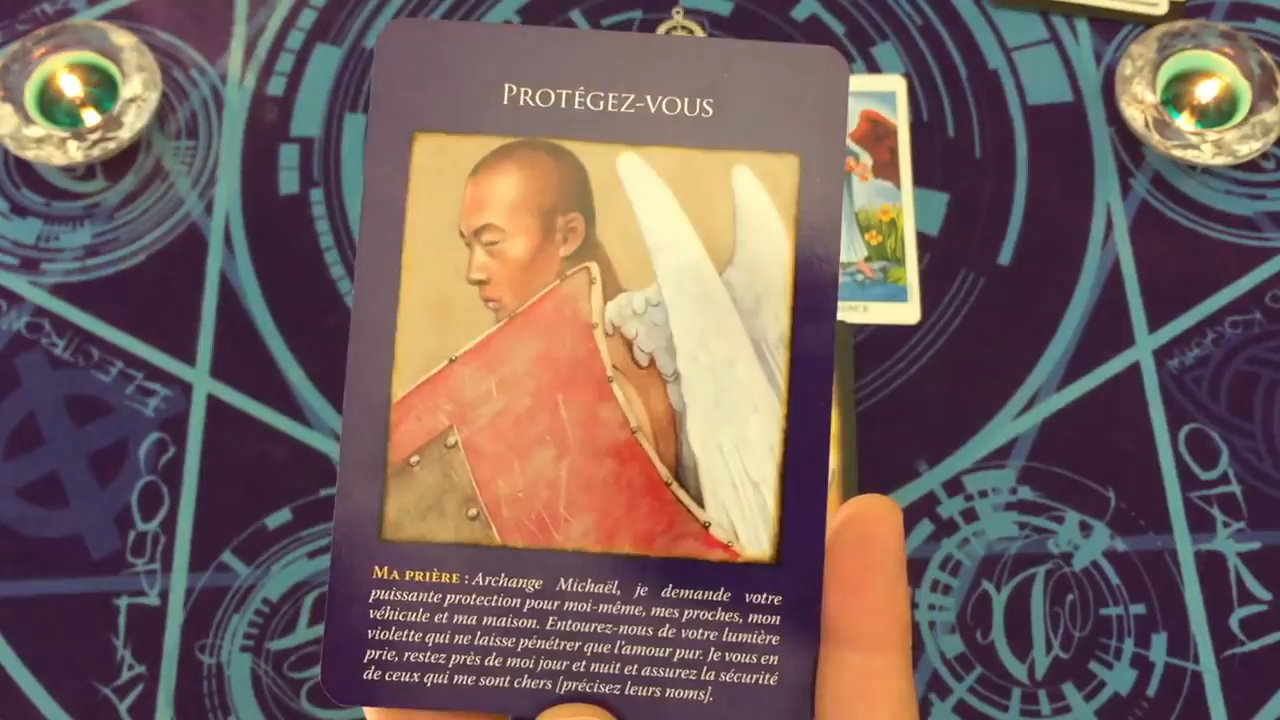 PROTÉGEZ-VOUS
MA PRIÈRE : Archange Michaël, je demande votre
puissante protection pour moi-même, mes proches, mon
véhicule et ma maison. Entourez-nous de votre lumière
violette qui ne laisse pénétrer que l'amour pur. Je vous en
prie, restez près de moi jour et nuit et assurez la sécurité
de ceux qui me sont chers [précisez leurs noms].
COSPLAY
OTAKU